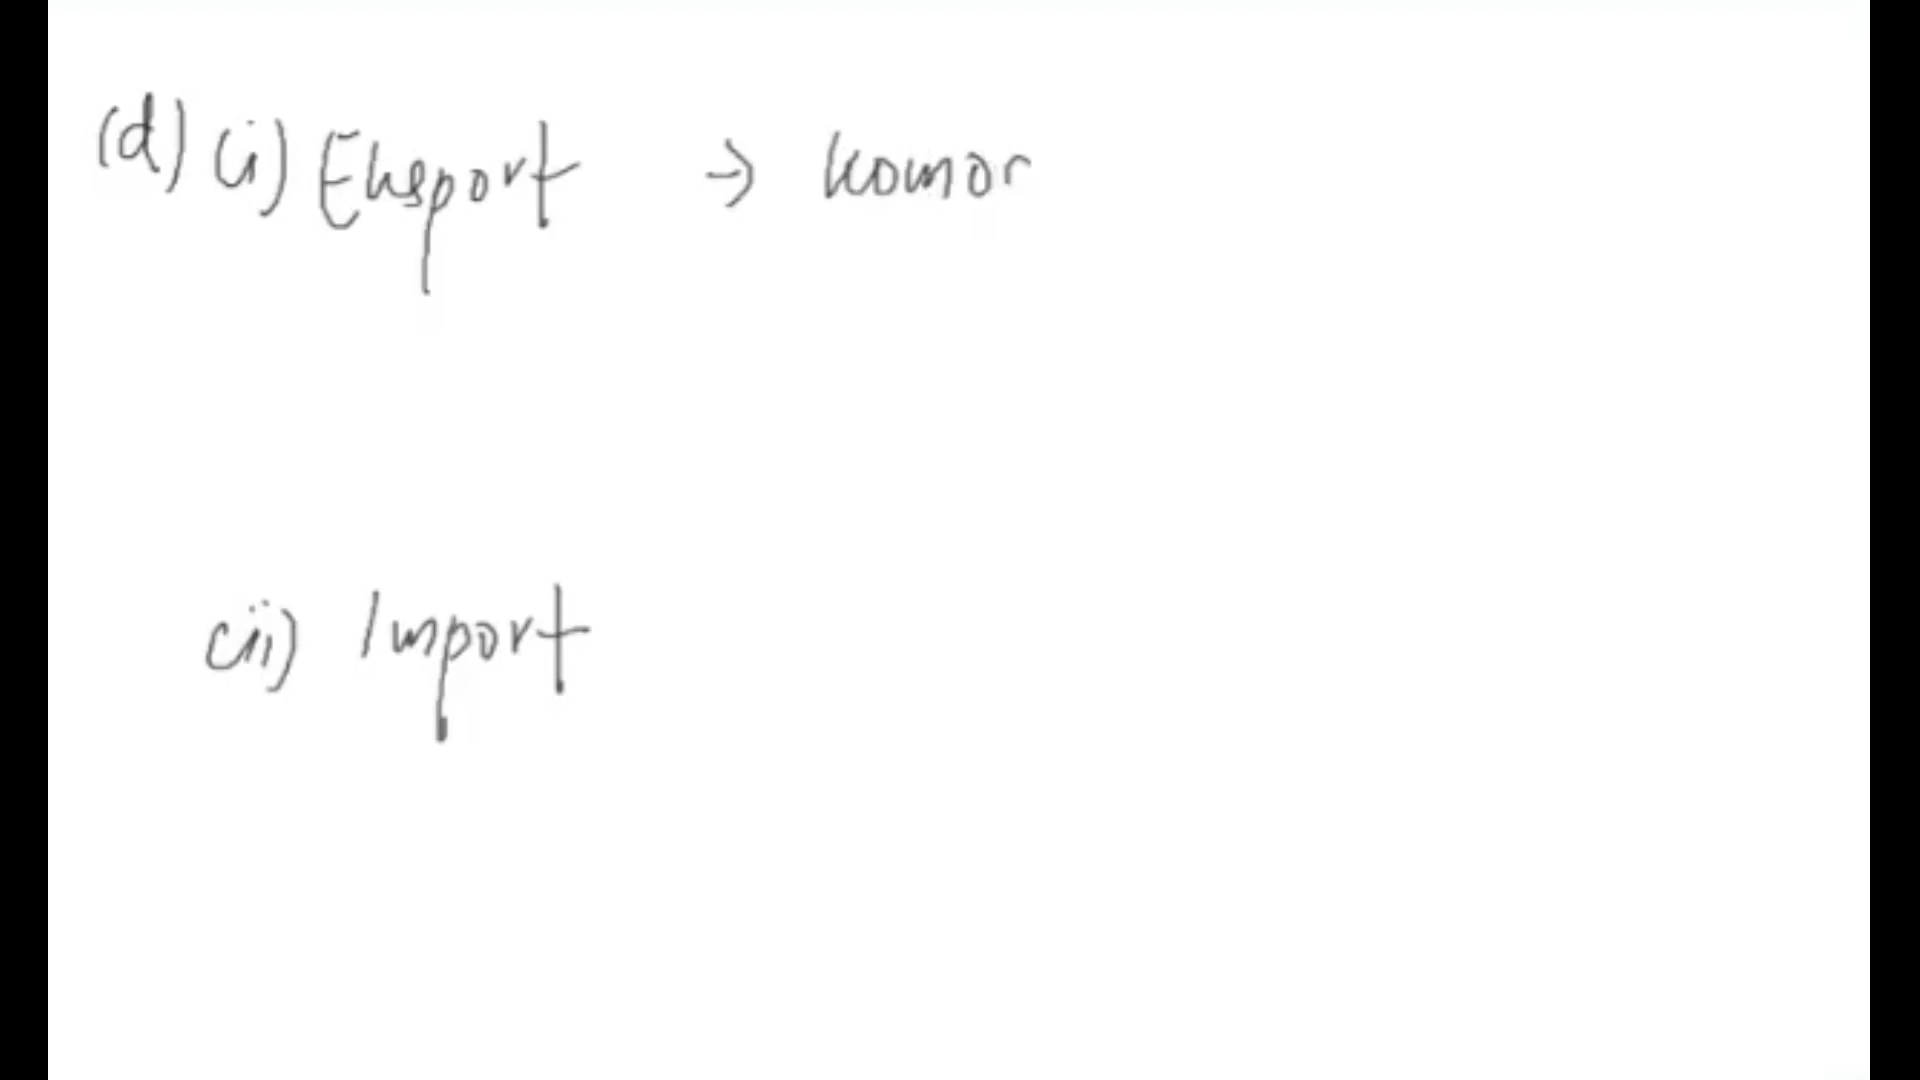 (d) (i) Eksport → komor
(ii) Import